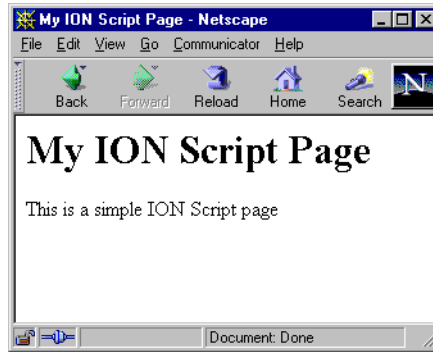 My ION Script Page - Netscape
File Edit View Go Communicator Help
Back Forward Reload Home Search N
My ION Script Page
This is a simple ION Script page
Document: Done